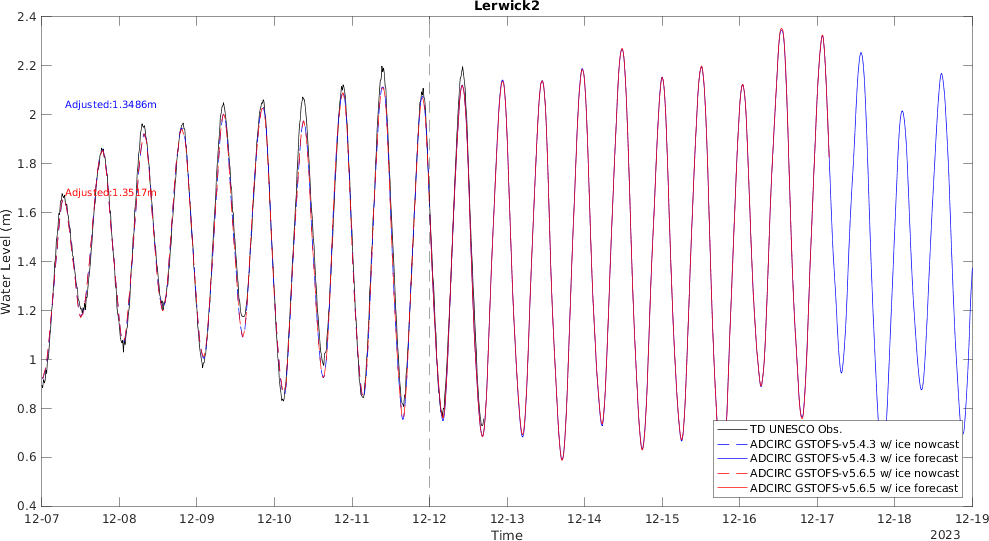 Lerwick2
2.4
2.2
2
1.8
1.6
1.4
1.2
1
0.8
0.6
0.4
Water Level (m)
Adjusted:1.3486m
Adjusted:1.3517m
TD UNESCO Obs.
ADCIRC GSTOFS-v5.4.3 w/ ice nowcast
ADCIRC GSTOFS-v5.4.3 w/ ice forecast
ADCIRC GSTOFS-v5.6.5 w/ ice nowcast
ADCIRC GSTOFS-v5.6.5 w/ ice forecast
12-07 12-08 12-09 12-10 12-11 12-12 12-13 12-14 12-15 12-16 12-17 12-18 12-19
Time
2023